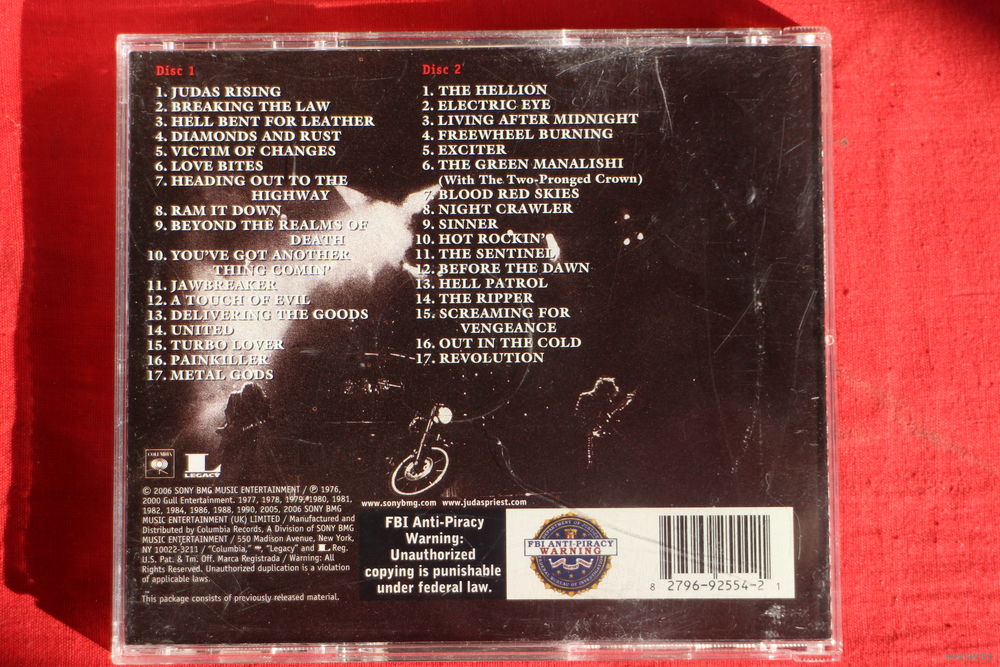 Disc 1
1. JUDAS RISING
2. BREAKING THE LAW
3. HELL BENT FOR LEATHER
4. DIAMONDS AND RUST
5. VICTIM OF CHANGES
6. LOVE BITES
7. HEADING OUT TO THE
HIGHWAY
8. RAM IT DOWN
9. BEYOND THE REALMS OF
DEATH
10. YOU'VE GOT ANOTHER
THING COMIN'
11. JAWBREAKER
12. A TOUCH OF EVIL
13. DELIVERING THE GOODS
14. UNITED
15. TURBO LOVER
16. PAINKILLER
17. METAL GODS
Disc 2
1. THE HELLION
2. ELECTRIC EYE
3. LIVING AFTER MIDNIGHT
4. FREEWHEEL BURNING
5. EXCITER
6. THE GREEN MANALISHI
(With The Two-Pronged Crown)
7. BLOOD RED SKIES
8. NIGHT CRAWLER
9. SINNER
10. HOT ROCKIN'
11. THE SENTINEL
12. BEFORE THE DAWN
13. HELL PATROL
14. THE RIPPER
15. SCREAMING FOR
VENGEANCE
16. OUT IN THE COLD
17. REVOLUTION
COLUMBIA
L
LEGACY
© 2006 SONY BMG MUSIC ENTERTAINMENT / ℗ 1976,
2000 Gull Entertainment. 1977, 1978, 1979, 1980, 1981,
1982, 1984, 1986, 1988, 1990, 2005, 2006 SONY BMG
MUSIC ENTERTAINMENT (UK) LIMITED / Manufactured and
Distributed by Columbia Records, A Division of SONY BMG
MUSIC ENTERTAINMENT / 550 Madison Avenue, New York,
NY 10022-3211 / "Columbia," "Legacy" and L Reg.
U.S. Pat. & Tm. Off. Marca Registrada / Warning: All
Rights Reserved. Unauthorized duplication is a violation
of applicable laws.
This package consists of previously released material.
www.sonybmg.com www.judaspriest.com
FBI Anti-Piracy
Warning:
Unauthorized
copying is punishable
under federal law.
FBI ANTI-PIRACY
WARNING
8 2796-92554-2 1